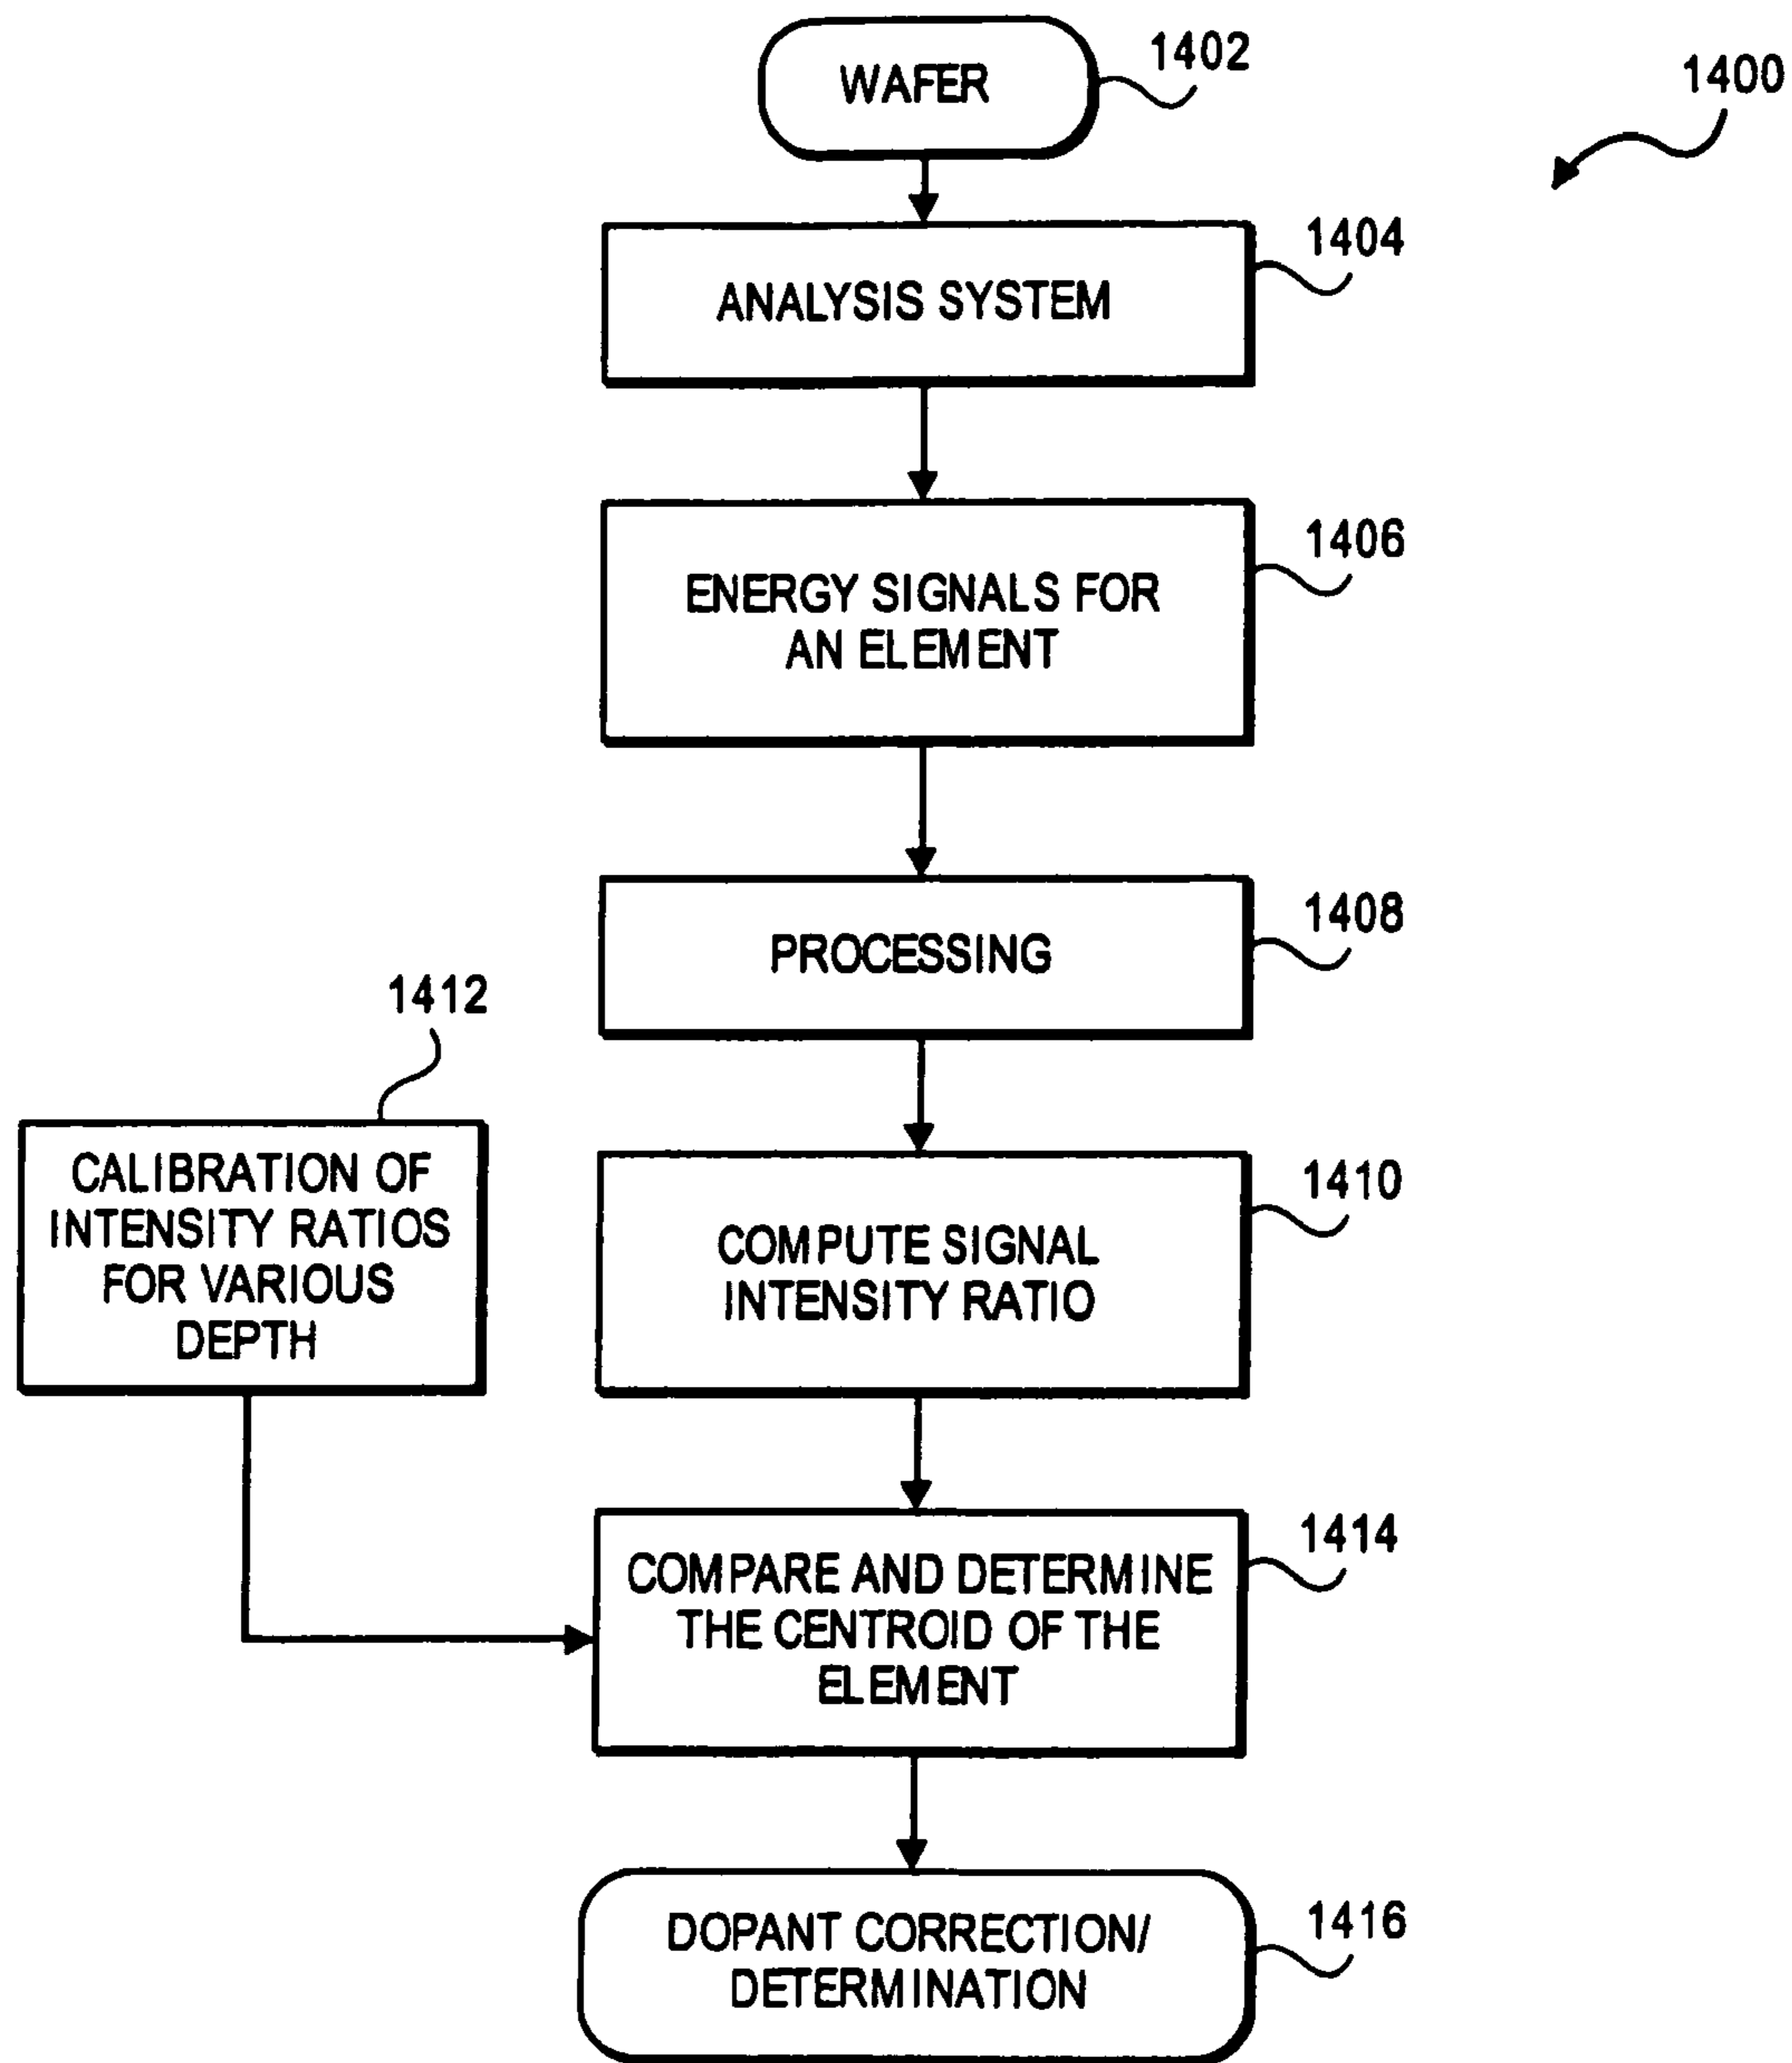 WAFER
1402
1400
ANALYSIS SYSTEM
1404
ENERGY SIGNALS FOR
AN ELEMENT
1406
PROCESSING
1408
1412
CALIBRATION OF
INTENSITY RATIOS
FOR VARIOUS
DEPTH
COMPUTE SIGNAL
INTENSITY RATIO
1410
COMPARE AND DETERMINE
THE CENTROID OF THE
ELEMENT
1414
DOPANT CORRECTION/
DETERMINATION
1416